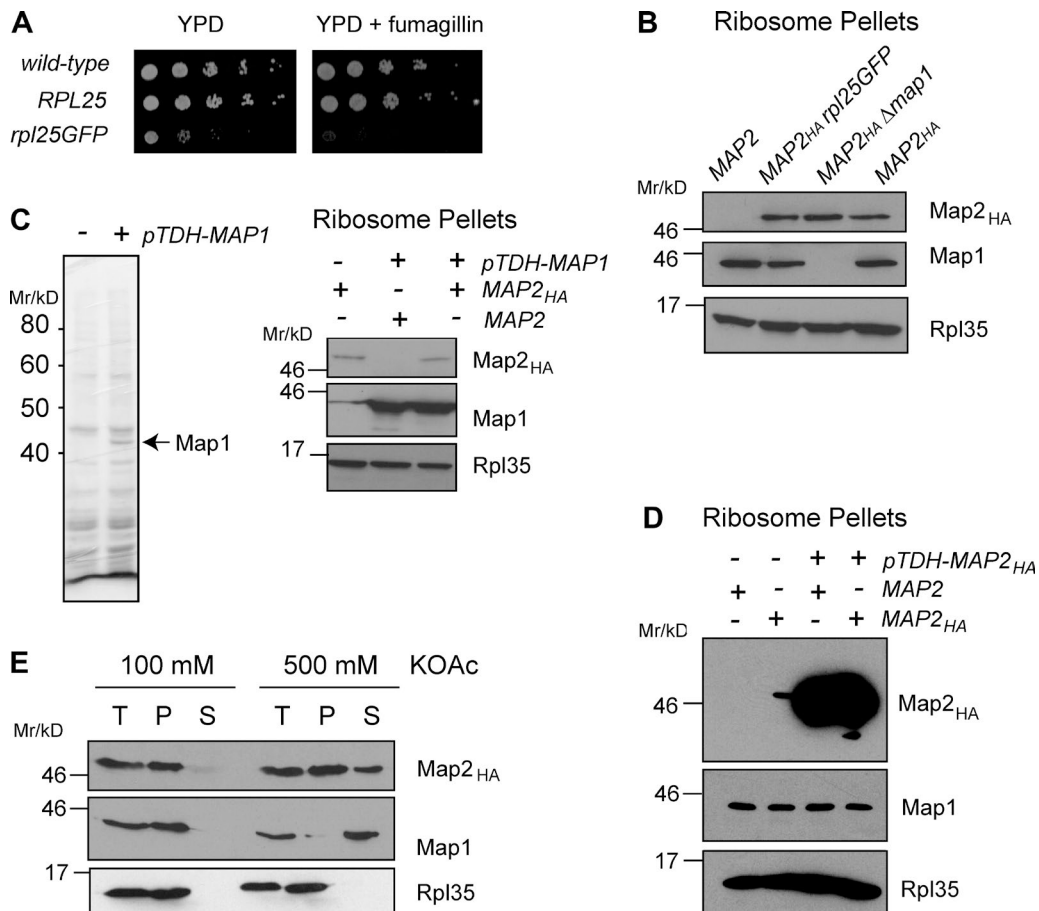 A
YPD
YPD + fumagillin
wild-type
RPL25
rpl25GFP
B
Ribosome Pellets
MAP2
MAP2HA rpl25GFP
MAP2HA Δmap1
MAP2HA
Mr/kD
46
Map2HA
46
Map1
17
Rpl35
C
- + pTDH-MAP1
Mr/kD
80
60
50
40
Map1
Ribosome Pellets
- + + pTDH-MAP1
+ - + MAP2HA
- + - MAP2
Mr/kD
46
Map2HA
46
Map1
17
Rpl35
D
Ribosome Pellets
- - + + pTDH-MAP2HA
+ - + - MAP2
- + - + MAP2HA
Mr/kD
46
Map2HA
46
Map1
17
Rpl35
E
100 mM 500 mM KOAc
T P S T P S
Mr/kD
46
Map2HA
46
Map1
17
Rpl35